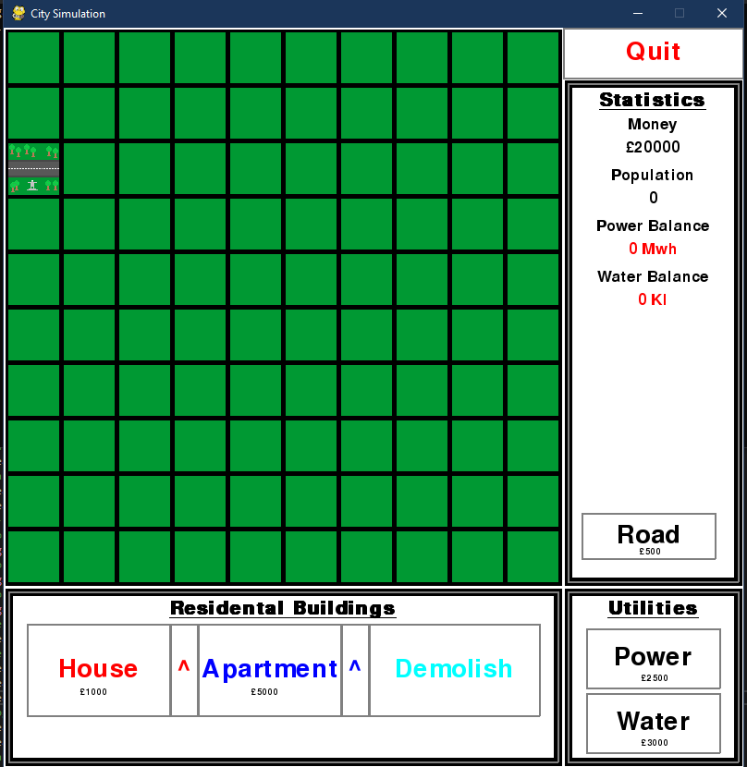 City Simulation
Quit
Statistics
Money
£20000
Population
0
Power Balance
0 Mwh
Water Balance
0 Kl
Road
£500
Residental Buildings
House
£1000
^
Apartment
£5000
^
Demolish
Utilities
Power
£2500
Water
£3000